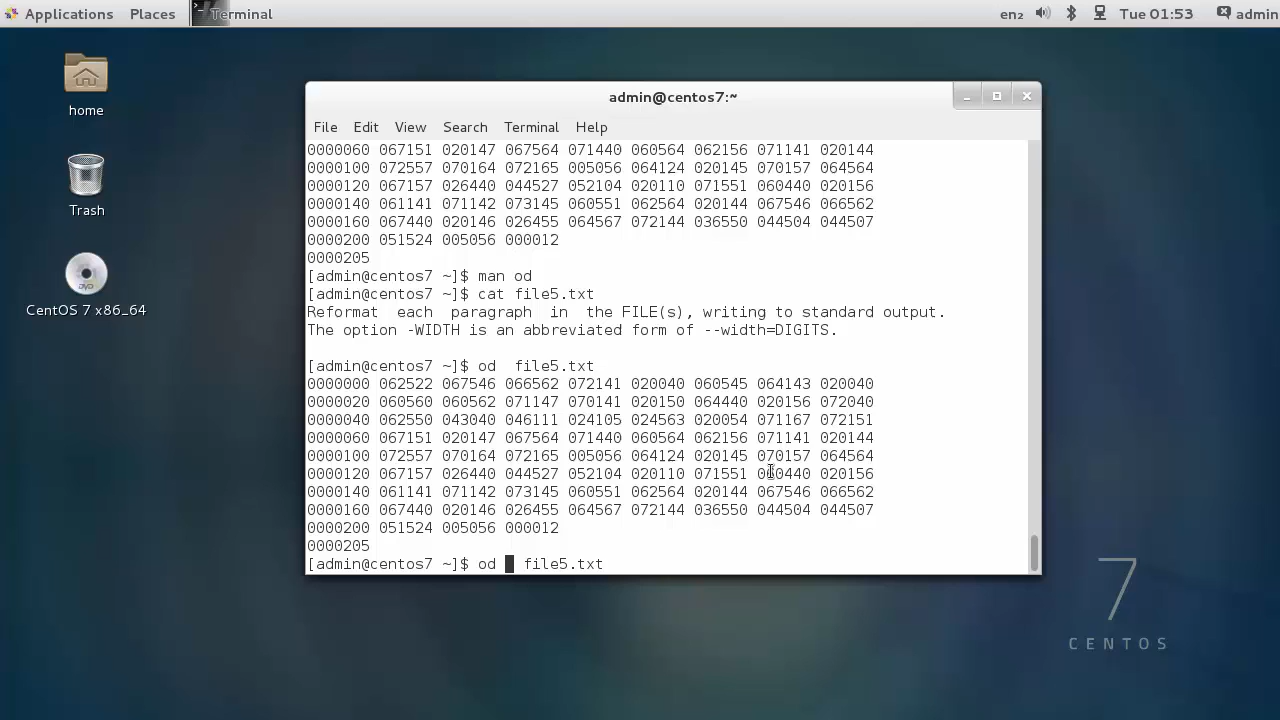 Applications Places Terminal en₂ Tue 01:53 admin
home
Trash
CentOS 7 x86_64
admin@centos7:~
File Edit View Search Terminal Help
0000060 067151 020147 067564 071440 060564 062156 071141 020144
0000100 072557 070164 072165 005056 064124 020145 070157 064564
0000120 067157 026440 044527 052104 020110 071551 060440 020156
0000140 061141 071142 073145 060551 062564 020144 067546 066562
0000160 067440 020146 026455 064567 072144 036550 044504 044507
0000200 051524 005056 000012
0000205
[admin@centos7 ~]$ man od
[admin@centos7 ~]$ cat file5.txt
Reformat  each  paragraph  in  the FILE(s), writing to standard output.
The option -WIDTH is an abbreviated form of --width=DIGITS.
[admin@centos7 ~]$ od  file5.txt
0000000 062522 067546 066562 072141 020040 060545 064143 020040
0000020 060560 060562 071147 070141 020150 064440 020156 072040
0000040 062550 043040 046111 024105 024563 020054 071167 072151
0000060 067151 020147 067564 071440 060564 062156 071141 020144
0000100 072557 070164 072165 005056 064124 020145 070157 064564
0000120 067157 026440 044527 052104 020110 071551 060440 020156
0000140 061141 071142 073145 060551 062564 020144 067546 066562
0000160 067440 020146 026455 064567 072144 036550 044504 044507
0000200 051524 005056 000012
0000205
[admin@centos7 ~]$ od   file5.txt
7
CENTOS